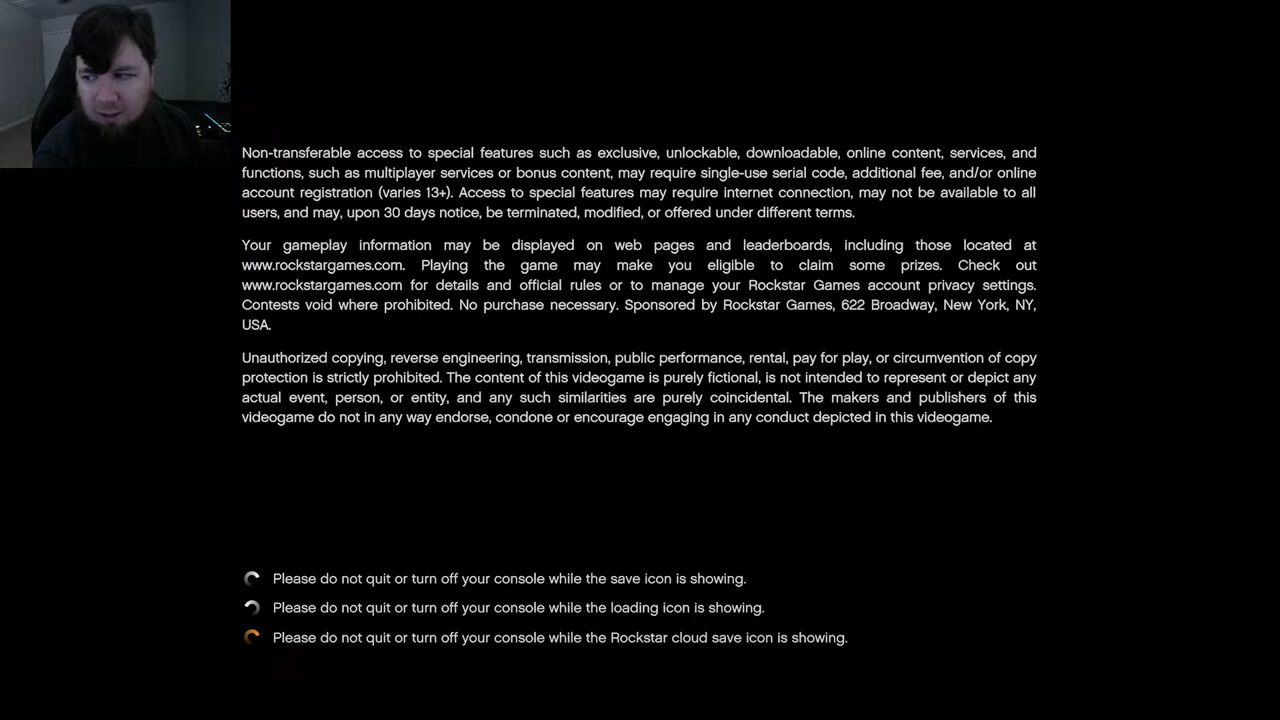 Non-transferable access to special features such as exclusive, unlockable, downloadable, online content, services, and
functions, such as multiplayer services or bonus content, may require single-use serial code, additional fee, and/or online
account registration (varies 13+). Access to special features may require internet connection, may not be available to all
users, and may, upon 30 days notice, be terminated, modified, or offered under different terms.
Your gameplay information may be displayed on web pages and leaderboards, including those located at
www.rockstargames.com. Playing the game may make you eligible to claim some prizes. Check out
www.rockstargames.com for details and official rules or to manage your Rockstar Games account privacy settings.
Contests void where prohibited. No purchase necessary. Sponsored by Rockstar Games, 622 Broadway, New York, NY,
USA.
Unauthorized copying, reverse engineering, transmission, public performance, rental, pay for play, or circumvention of copy
protection is strictly prohibited. The content of this videogame is purely fictional, is not intended to represent or depict any
actual event, person, or entity, and any such similarities are purely coincidental. The makers and publishers of this
videogame do not in any way endorse, condone or encourage engaging in any conduct depicted in this videogame.
Please do not quit or turn off your console while the save icon is showing.
Please do not quit or turn off your console while the loading icon is showing.
Please do not quit or turn off your console while the Rockstar cloud save icon is showing.